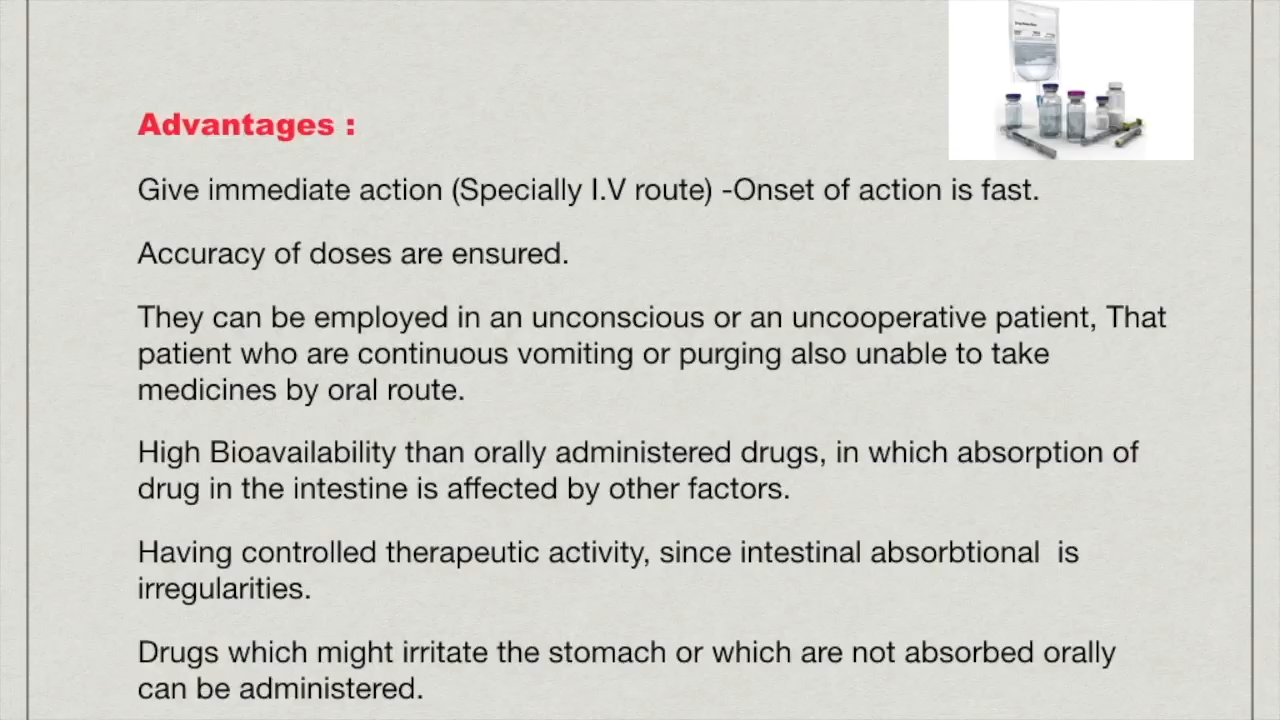 Advantages :
Give immediate action (Specially I.V route) -Onset of action is fast.
Accuracy of doses are ensured.
They can be employed in an unconscious or an uncooperative patient, That
patient who are continuous vomiting or purging also unable to take
medicines by oral route.
High Bioavailability than orally administered drugs, in which absorption of
drug in the intestine is affected by other factors.
Having controlled therapeutic activity, since intestinal absorbtional  is
irregularities.
Drugs which might irritate the stomach or which are not absorbed orally
can be administered.